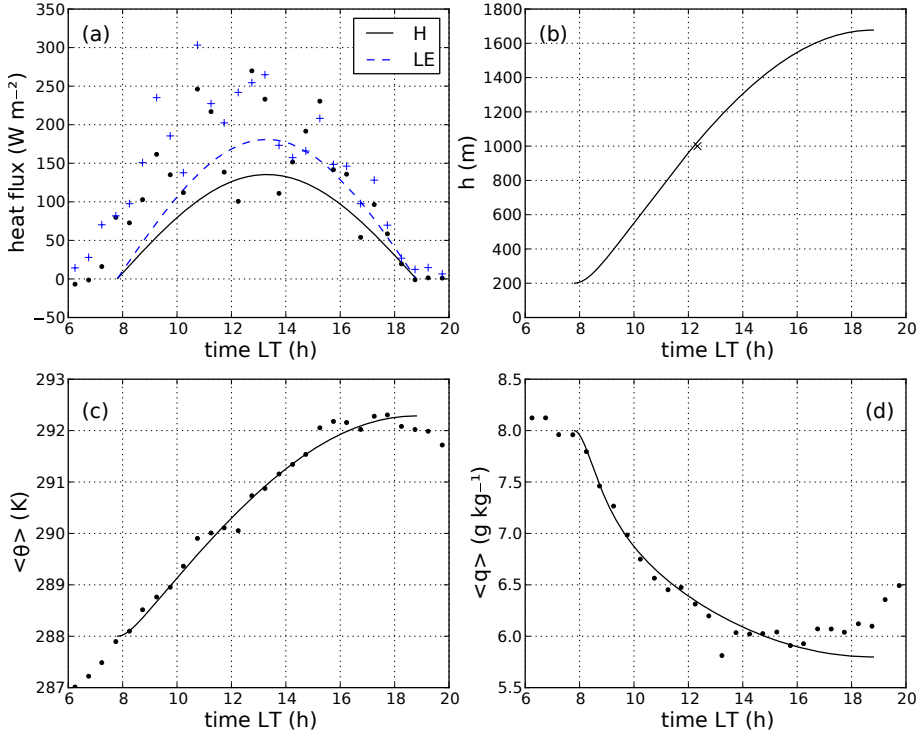 (a)
H
LE
350
300
250
200
150
100
50
0
−50
heat flux (W m⁻²)
6 8 10 12 14 16 18 20
time LT (h)
(b)
1800
1600
1400
1200
1000
800
600
400
200
0
h (m)
6 8 10 12 14 16 18 20
time LT (h)
(c)
293
292
291
290
289
288
287
<θ> (K)
6 8 10 12 14 16 18 20
time LT (h)
(d)
8.5
8.0
7.5
7.0
6.5
6.0
5.5
<q> (g kg⁻¹)
6 8 10 12 14 16 18 20
time LT (h)